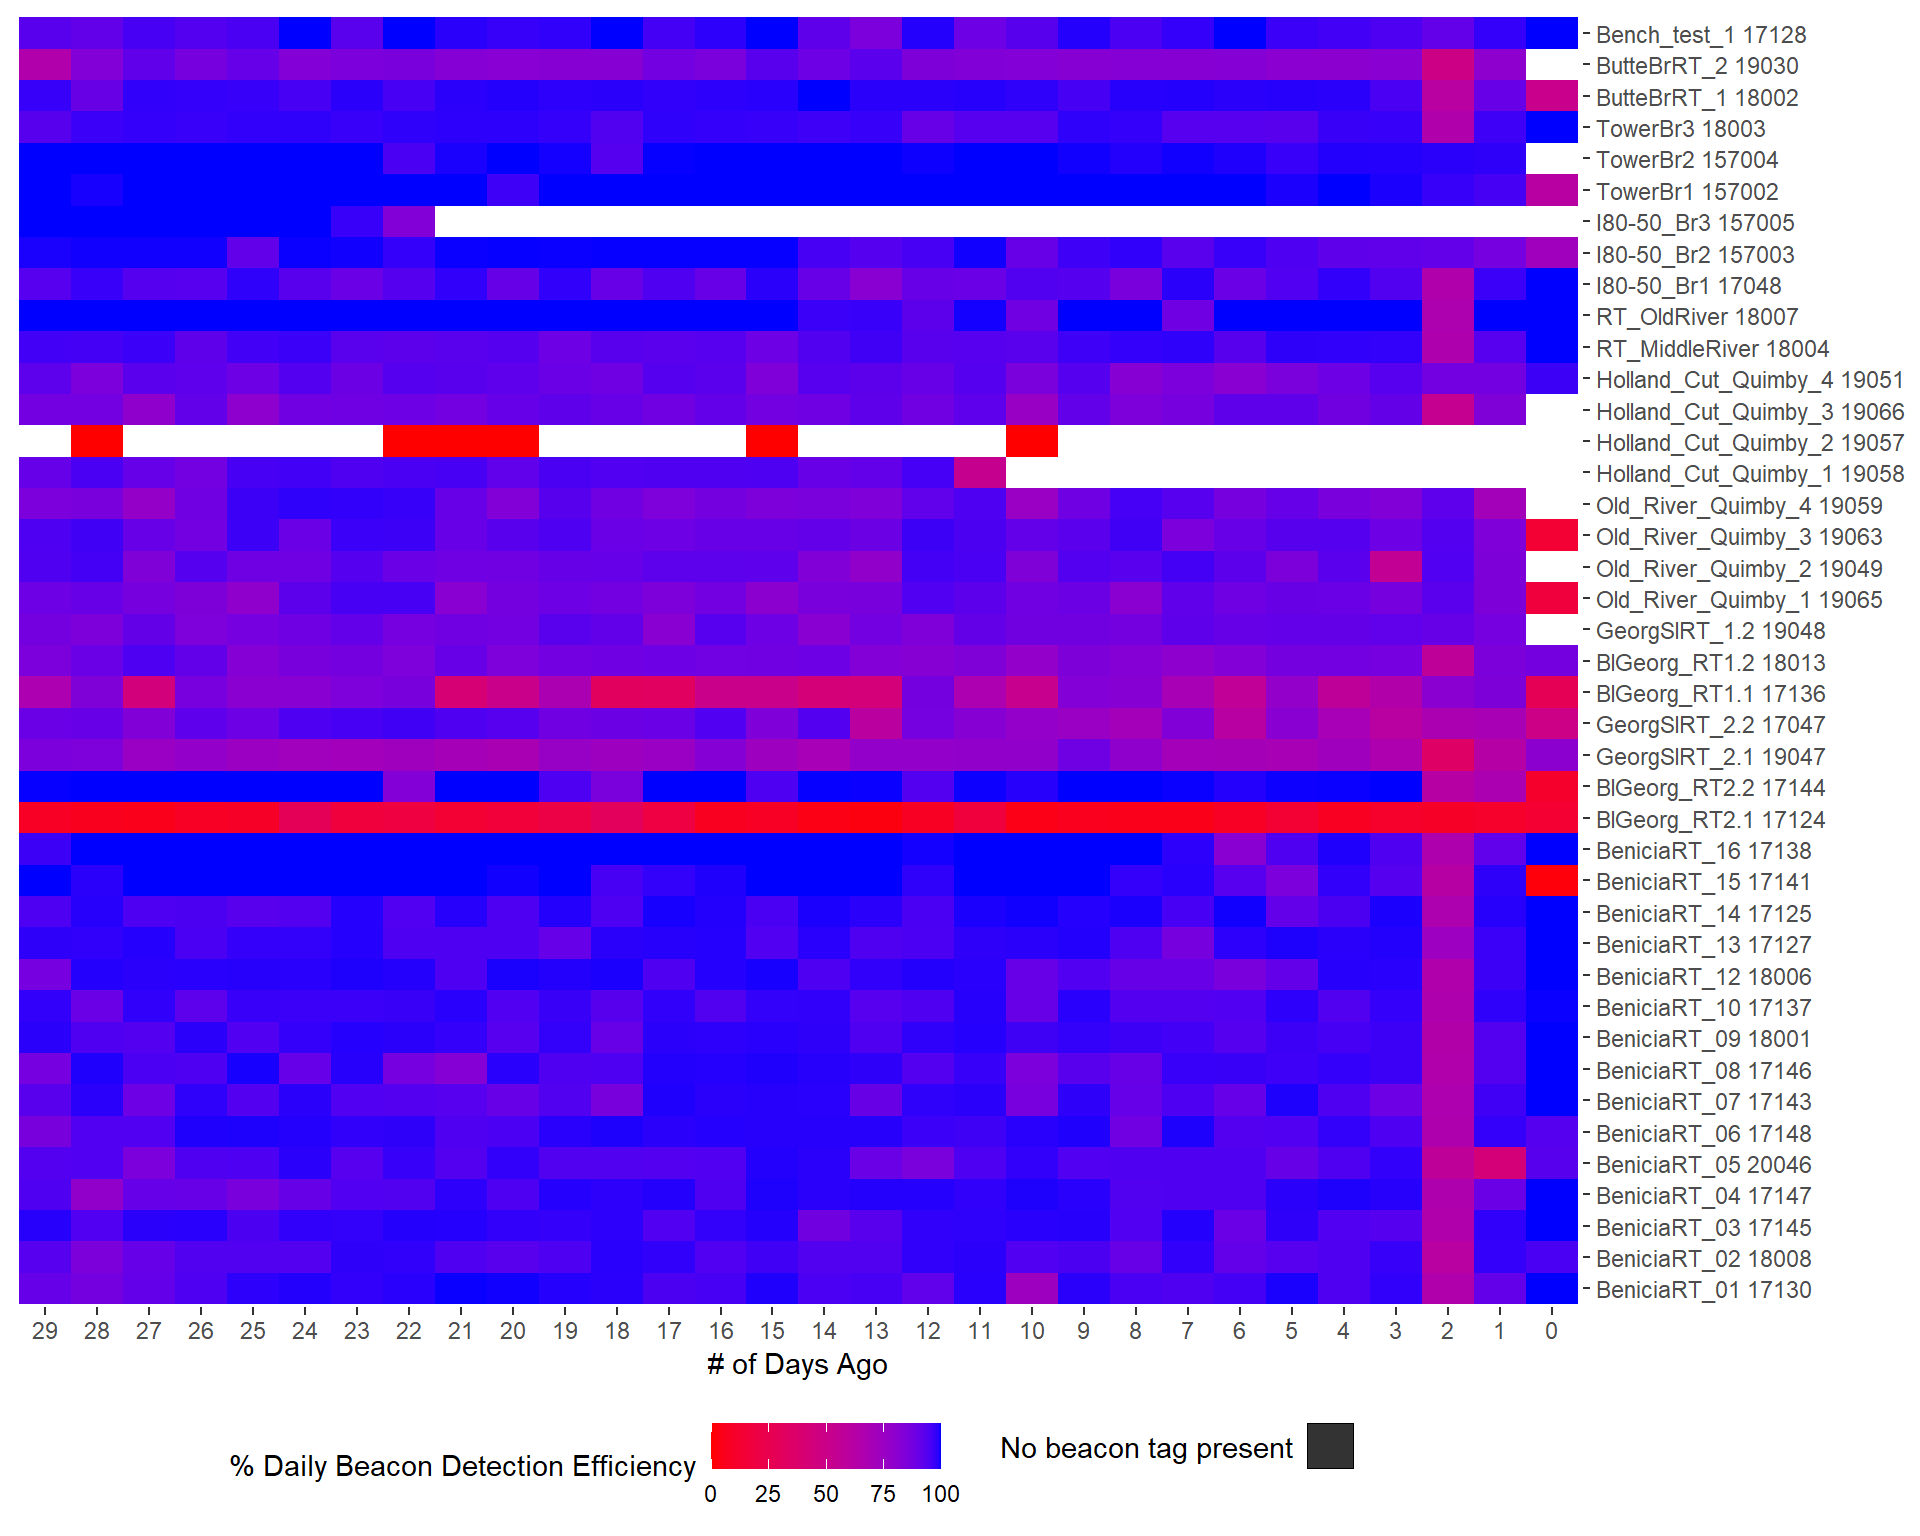 Bench_test_1 17128
ButteBrRT_2 19030
ButteBrRT_1 18002
TowerBr3 18003
TowerBr2 157004
TowerBr1 157002
I80-50_Br3 157005
I80-50_Br2 157003
I80-50_Br1 17048
RT_OldRiver 18007
RT_MiddleRiver 18004
Holland_Cut_Quimby_4 19051
Holland_Cut_Quimby_3 19066
Holland_Cut_Quimby_2 19057
Holland_Cut_Quimby_1 19058
Old_River_Quimby_4 19059
Old_River_Quimby_3 19063
Old_River_Quimby_2 19049
Old_River_Quimby_1 19065
GeorgSlRT_1.2 19048
BlGeorg_RT1.2 18013
BlGeorg_RT1.1 17136
GeorgSlRT_2.2 17047
GeorgSlRT_2.1 19047
BlGeorg_RT2.2 17144
BlGeorg_RT2.1 17124
BeniciaRT_16 17138
BeniciaRT_15 17141
BeniciaRT_14 17125
BeniciaRT_13 17127
BeniciaRT_12 18006
BeniciaRT_10 17137
BeniciaRT_09 18001
BeniciaRT_08 17146
BeniciaRT_07 17143
BeniciaRT_06 17148
BeniciaRT_05 20046
BeniciaRT_04 17147
BeniciaRT_03 17145
BeniciaRT_02 18008
BeniciaRT_01 17130
29 28 27 26 25 24 23 22 21 20 19 18 17 16 15 14 13 12 11 10 9 8 7 6 5 4 3 2 1 0
# of Days Ago
% Daily Beacon Detection Efficiency
0 25 50 75 100
No beacon tag present